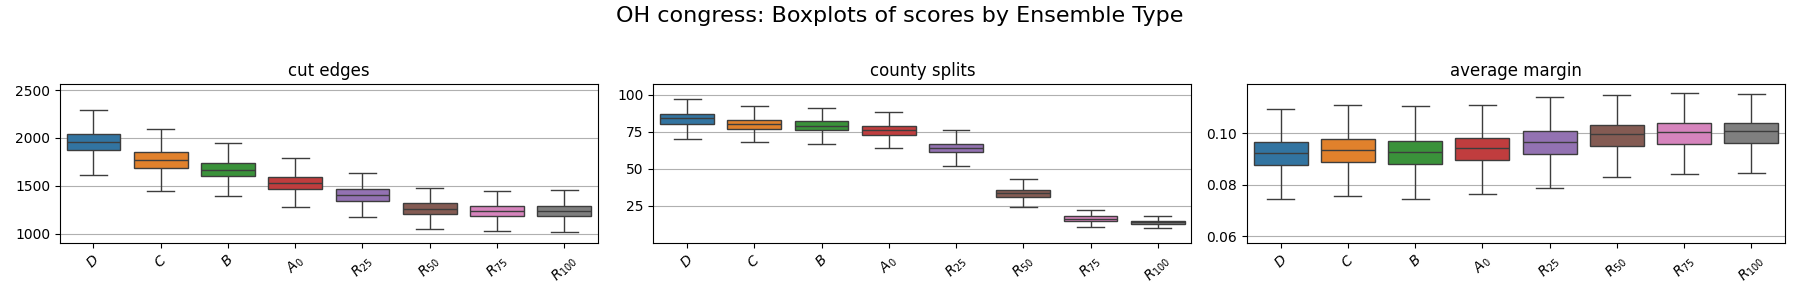 OH congress: Boxplots of scores by Ensemble Type
cut edges
2500
2000
1500
1000
D C B A₀ R₂₅ R₅₀ R₇₅ R₁₀₀
county splits
100
75
50
25
D C B A₀ R₂₅ R₅₀ R₇₅ R₁₀₀
average margin
0.10
0.08
0.06
D C B A₀ R₂₅ R₅₀ R₇₅ R₁₀₀